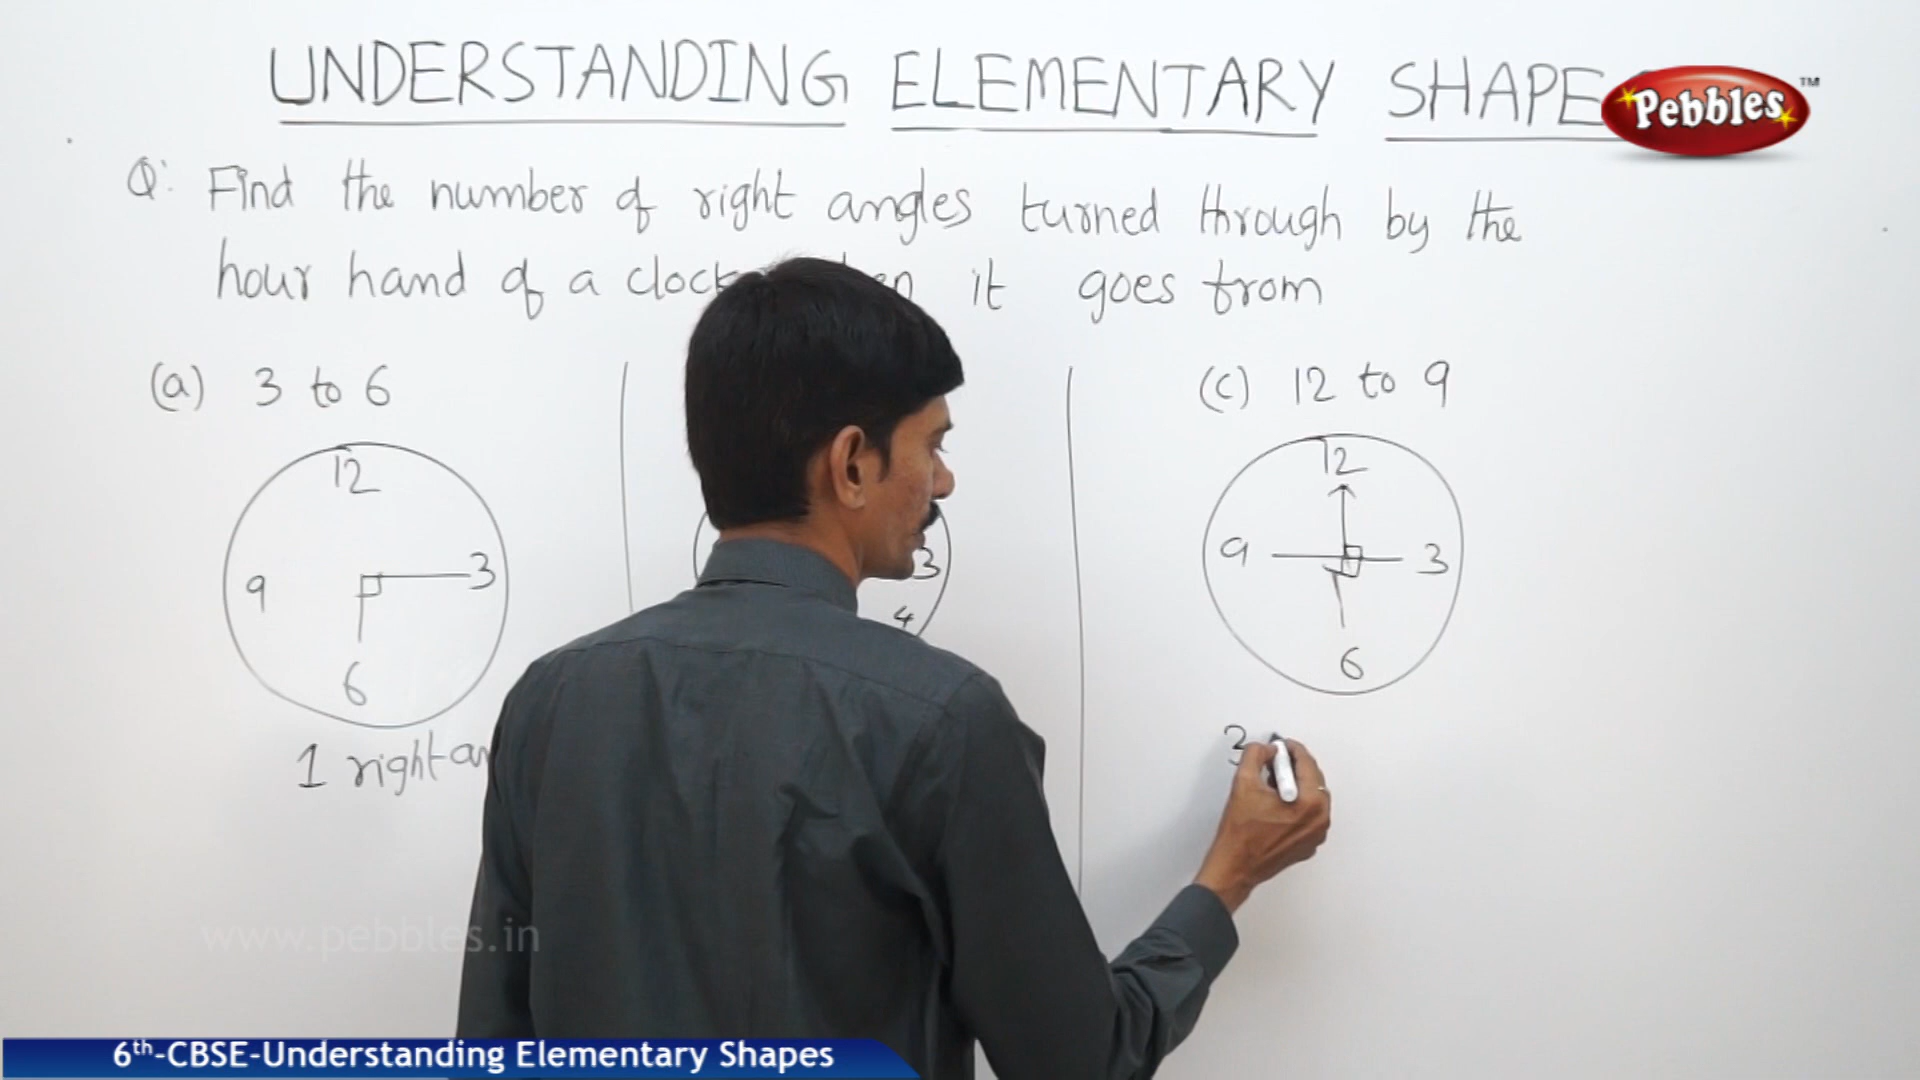 UNDERSTANDING ELEMENTARY SHAPE
Pebbles™
Q: Find the number of right angles turned through by the
hour hand of a it goes from
(a) 3 to 6
(c) 12 to 9
12
9 3
6
1 right
3
4
12
9 3
6
3
www.pebbles.in
6th-CBSE-Understanding Elementary Shapes